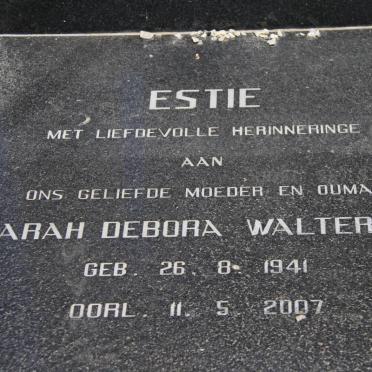 ESTIE
MET LIEFDEVOLLE HERINNERINGE
AAN
ONS GELIEFDE MOEDER EN OUMA
ARAH DEBORA WALTER
GEB. 26. 8. 1941
OORL. 11. 5 2007